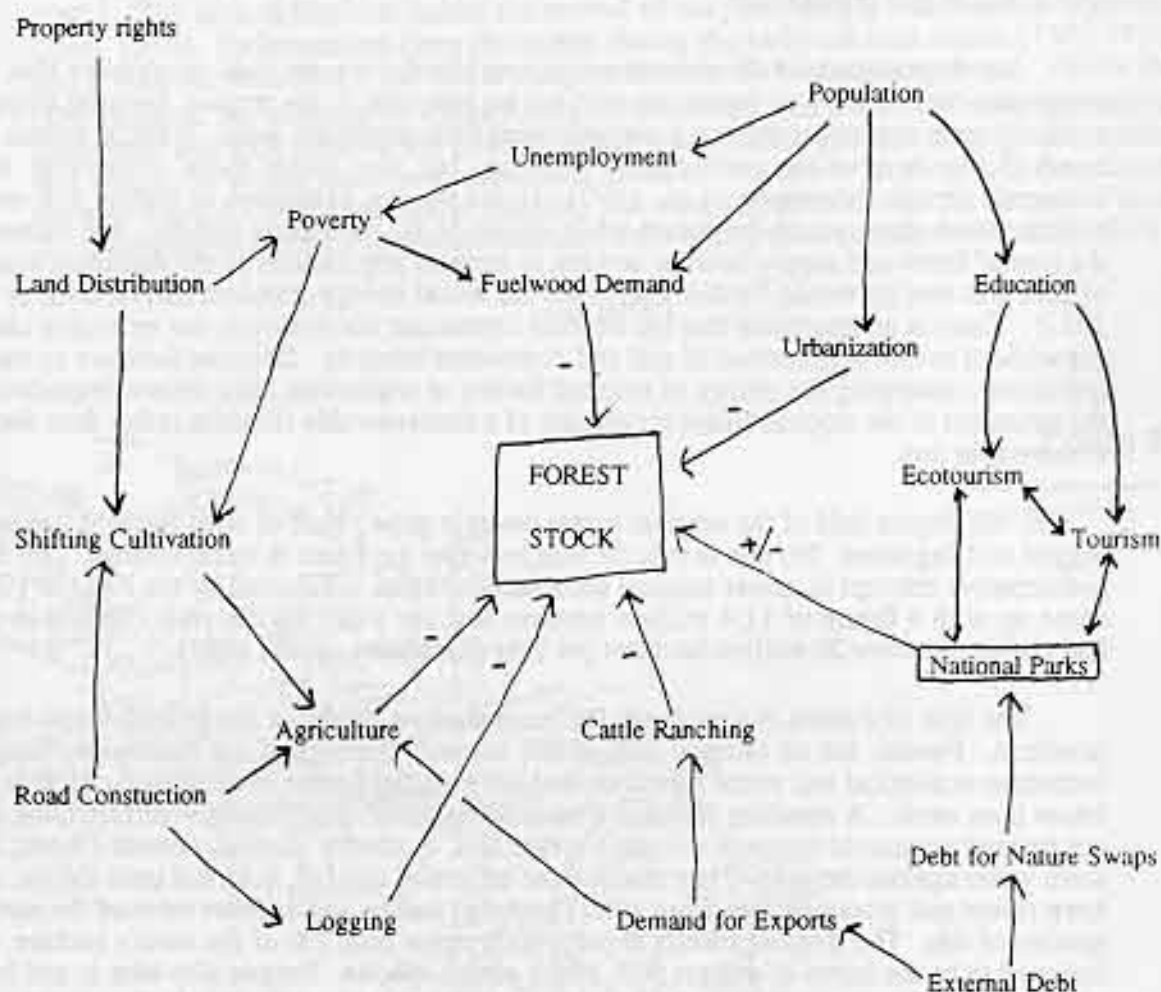 Property rights
Population
Unemployment
Poverty
Land Distribution
Fuelwood Demand
Education
Urbanization
-
-
FOREST
STOCK
Ecotourism
Shifting Cultivation
+/-
Tourism
-
-
-
National Parks
Agriculture
Cattle Ranching
Road Constuction
Debt for Nature Swaps
Logging
Demand for Exports
External Debt